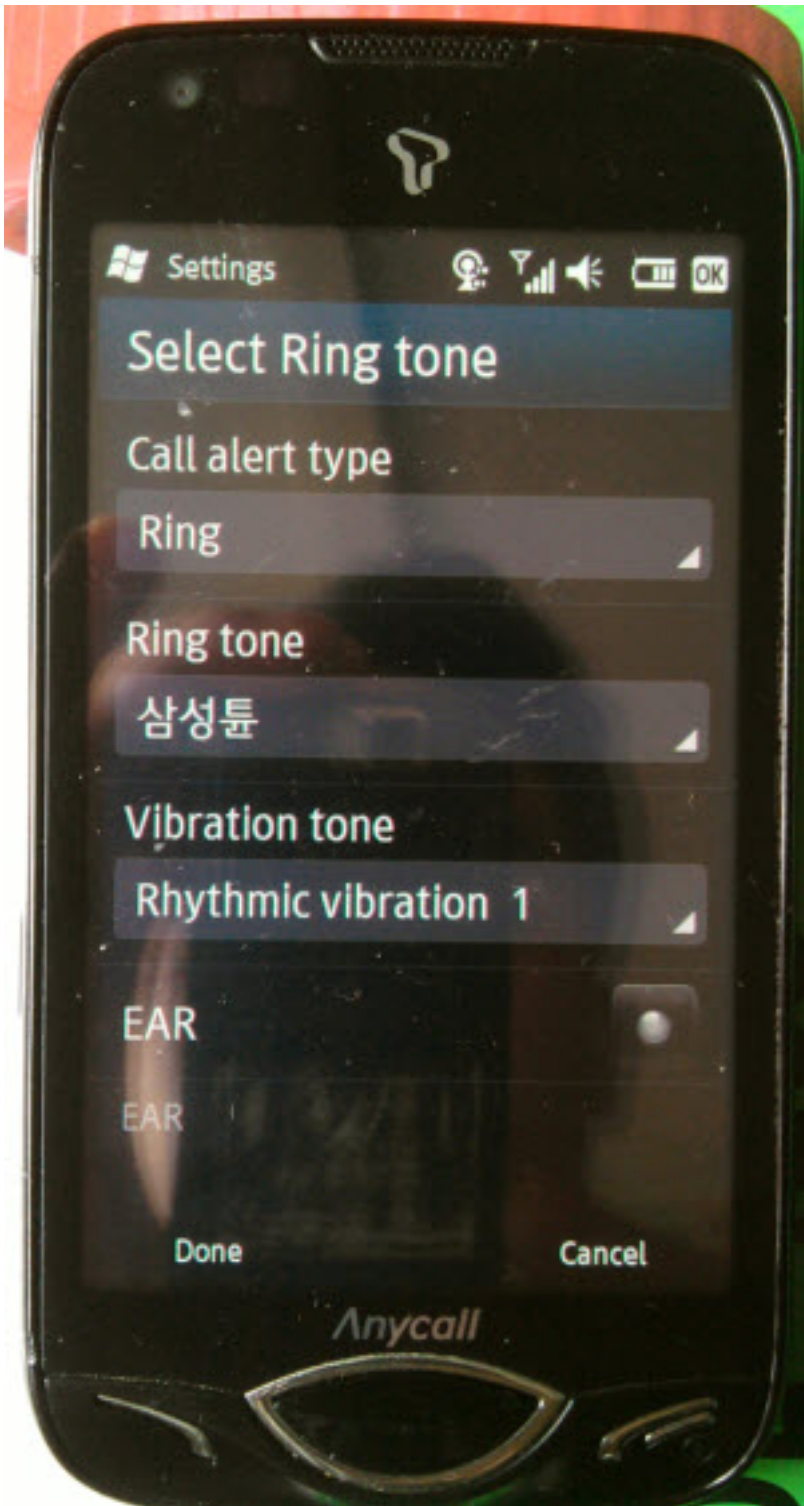 Settings
OK
Select Ring tone
Call alert type
Ring
Ring tone
삼성튠
Vibration tone
Rhythmic vibration 1
EAR
EAR
Done Cancel
Anycall